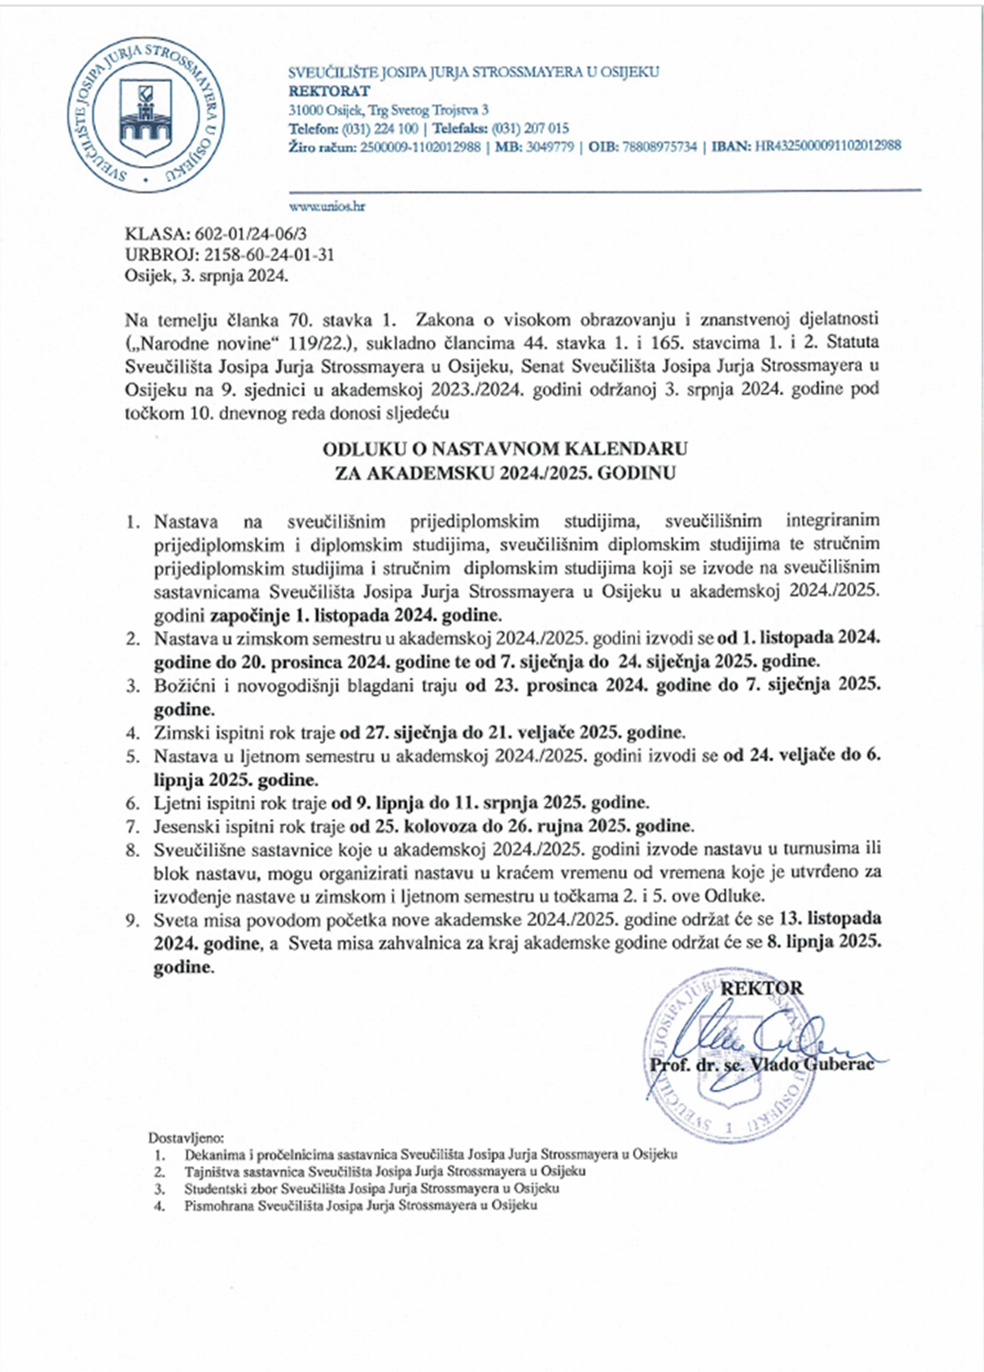 SVEUČILIŠTE JOSIPA JURJA STROSSMAYERA U OSIJEKU
SVEUČILIŠTE JOSIPA JURJA STROSSMAYERA U OSIJEKU
REKTORAT
31000 Osijek, Trg Svetog Trojstva 3
Telefon: (031) 224 100 | Telefaks: (031) 207 015
Žiro račun: 2500009-1102012988 | MB: 3049779 | OIB: 78808975734 | IBAN: HR4325000091102012988
www.unios.hr
KLASA: 602-01/24-06/3
URBROJ: 2158-60-24-01-31
Osijek, 3. srpnja 2024.
Na temelju članka 70. stavka 1. Zakona o visokom obrazovanju i znanstvenoj djelatnosti
(„Narodne novine“ 119/22.), sukladno člancima 44. stavka 1. i 165. stavcima 1. i 2. Statuta
Sveučilišta Josipa Jurja Strossmayera u Osijeku, Senat Sveučilišta Josipa Jurja Strossmayera u
Osijeku na 9. sjednici u akademskoj 2023./2024. godini održanoj 3. srpnja 2024. godine pod
točkom 10. dnevnog reda donosi sljedeću
ODLUKU O NASTAVNOM KALENDARU
ZA AKADEMSKU 2024./2025. GODINU
1. Nastava na sveučilišnim prijediplomskim studijima, sveučilišnim integriranim
prijediplomskim i diplomskim studijima, sveučilišnim diplomskim studijima te stručnim
prijediplomskim studijima i stručnim diplomskim studijima koji se izvode na sveučilišnim
sastavnicama Sveučilišta Josipa Jurja Strossmayera u Osijeku u akademskoj 2024./2025.
godini započinje 1. listopada 2024. godine.
2. Nastava u zimskom semestru u akademskoj 2024./2025. godini izvodi se od 1. listopada 2024.
godine do 20. prosinca 2024. godine te od 7. siječnja do 24. siječnja 2025. godine.
3. Božićni i novogodišnji blagdani traju od 23. prosinca 2024. godine do 7. siječnja 2025.
godine.
4. Zimski ispitni rok traje od 27. siječnja do 21. veljače 2025. godine.
5. Nastava u ljetnom semestru u akademskoj 2024./2025. godini izvodi se od 24. veljače do 6.
lipnja 2025. godine.
6. Ljetni ispitni rok traje od 9. lipnja do 11. srpnja 2025. godine.
7. Jesenski ispitni rok traje od 25. kolovoza do 26. rujna 2025. godine.
8. Sveučilišne sastavnice koje u akademskoj 2024./2025. godini izvode nastavu u turnusima ili
blok nastavu, mogu organizirati nastavu u kraćem vremenu od vremena koje je utvrđeno za
izvođenje nastave u zimskom i ljetnom semestru u točkama 2. i 5. ove Odluke.
9. Sveta misa povodom početka nove akademske 2024./2025. godine održat će se 13. listopada
2024. godine, a Sveta misa zahvalnica za kraj akademske godine održat će se 8. lipnja 2025.
godine.
REKTOR
Prof. dr. sc. Vlado Guberac
SVEUČILIŠTE JOSIPA JURJA STROSSMAYERA U OSIJEKU
1
Dostavljeno:
1. Dekanima i pročelnicima sastavnica Sveučilišta Josipa Jurja Strossmayera u Osijeku
2. Tajništva sastavnica Sveučilišta Josipa Jurja Strossmayera u Osijeku
3. Studentski zbor Sveučilišta Josipa Jurja Strossmayera u Osijeku
4. Pismohrana Sveučilišta Josipa Jurja Strossmayera u Osijeku